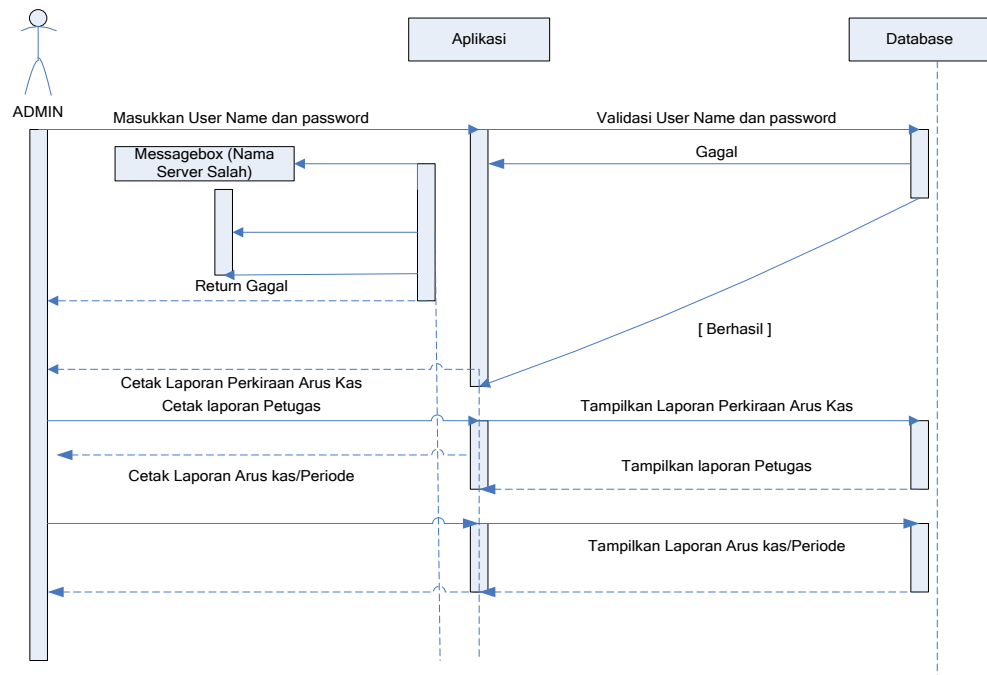 Aplikasi
Database
ADMIN
Masukkan User Name dan password
Validasi User Name dan password
Messagebox (Nama
Server Salah)
Gagal
Return Gagal
[ Berhasil ]
Cetak Laporan Perkiraan Arus Kas
Cetak laporan Petugas
Tampilkan Laporan Perkiraan Arus Kas
Tampilkan laporan Petugas
Cetak Laporan Arus kas/Periode
Tampilkan Laporan Arus kas/Periode